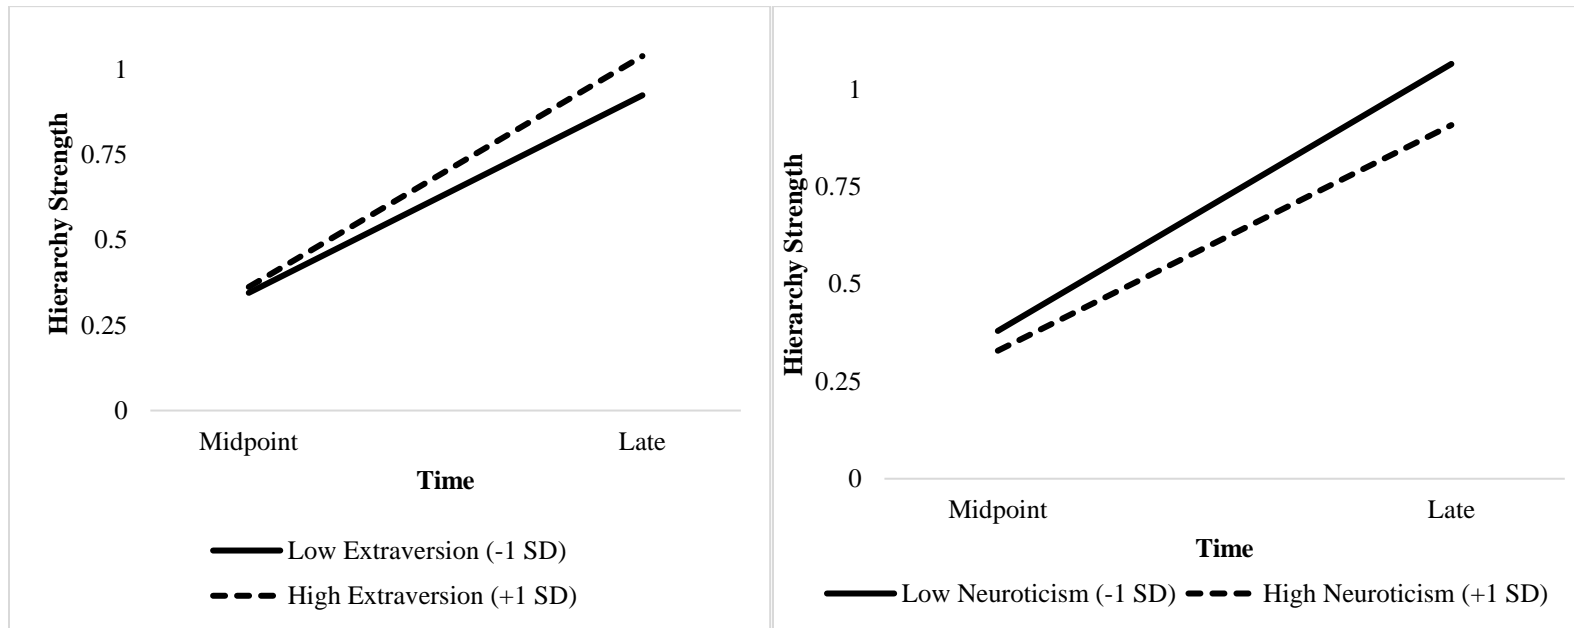 Hierarchy Strength
1
0.75
0.5
0.25
0
Midpoint Late
Time
Low Extraversion (-1 SD)
High Extraversion (+1 SD)
Hierarchy Strength
1
0.75
0.5
0.25
0
Midpoint Late
Time
Low Neuroticism (-1 SD) High Neuroticism (+1 SD)